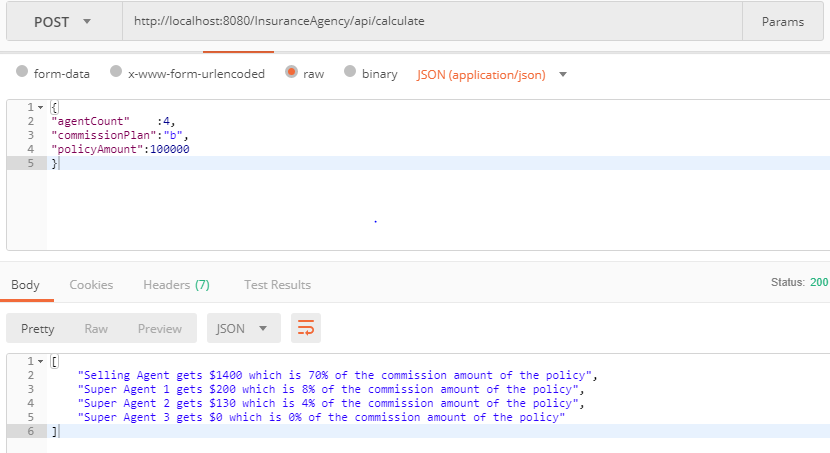 POST http://localhost:8080/InsuranceAgency/api/calculate Params
form-data x-www-form-urlencoded raw binary JSON (application/json)
1 {
2 "agentCount" :4,
3 "commissionPlan":"b",
4 "policyAmount":100000
5 }
Body Cookies Headers (7) Test Results Status: 200
Pretty Raw Preview JSON
1 [
2 "Selling Agent gets $1400 which is 70% of the commission amount of the policy",
3 "Super Agent 1 gets $200 which is 8% of the commission amount of the policy",
4 "Super Agent 2 gets $130 which is 4% of the commission amount of the policy",
5 "Super Agent 3 gets $0 which is 0% of the commission amount of the policy"
6 ]